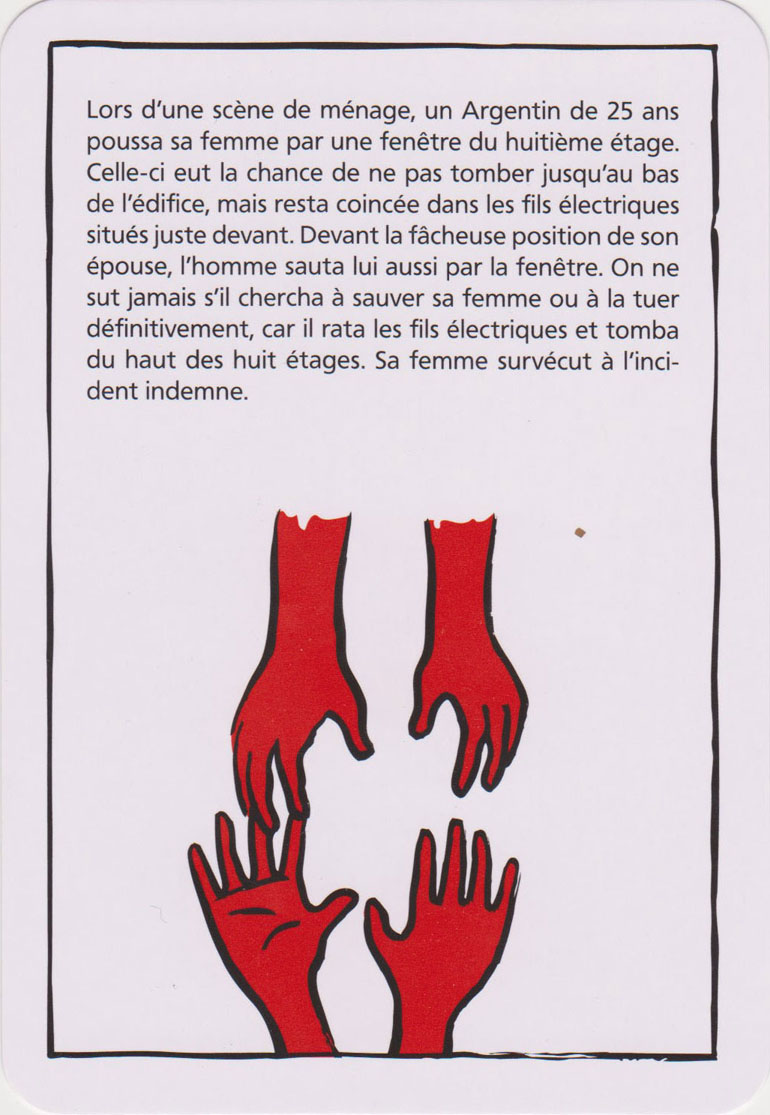 Lors d’une scène de ménage, un Argentin de 25 ans
poussa sa femme par une fenêtre du huitième étage.
Celle-ci eut la chance de ne pas tomber jusqu’au bas
de l’édifice, mais resta coincée dans les fils électriques
situés juste devant. Devant la fâcheuse position de son
épouse, l’homme sauta lui aussi par la fenêtre. On ne
sut jamais s’il chercha à sauver sa femme ou à la tuer
définitivement, car il rata les fils électriques et tomba
du haut des huit étages. Sa femme survécut à l’inci-
dent indemne.